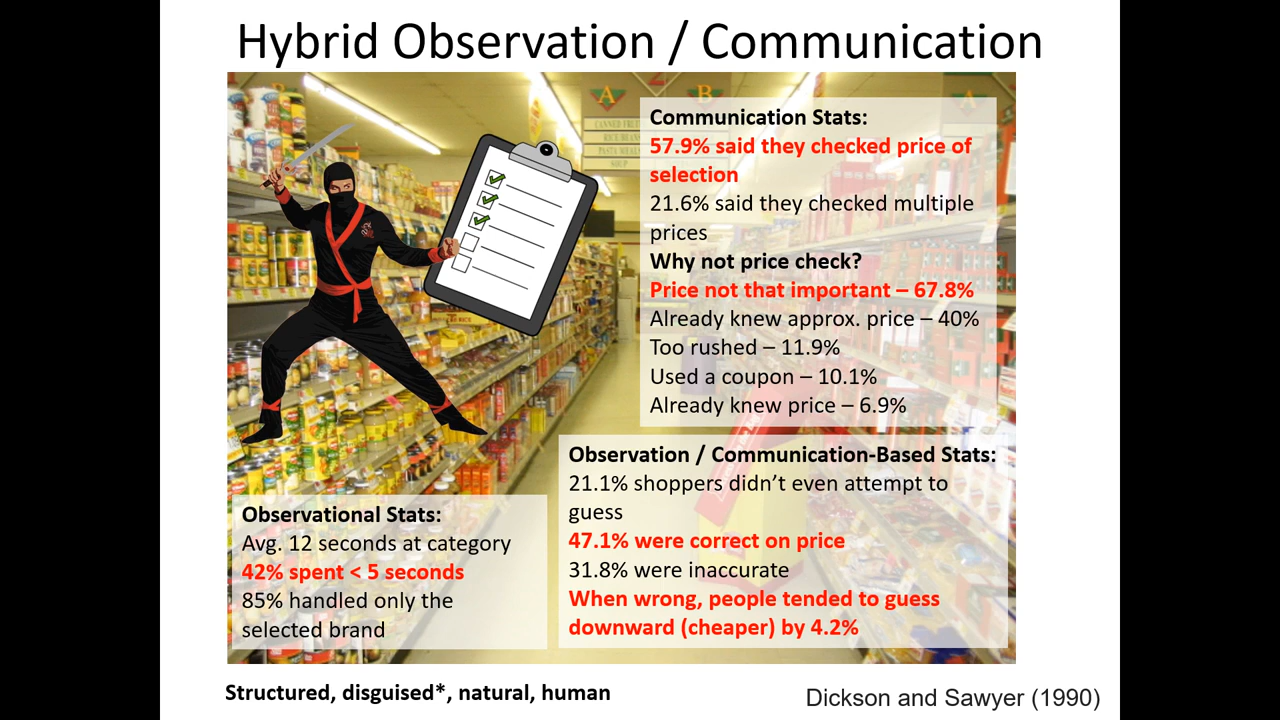 Hybrid Observation / Communication
Communication Stats:
57.9% said they checked price of
selection
21.6% said they checked multiple
prices
Why not price check?
Price not that important – 67.8%
Already knew approx. price – 40%
Too rushed – 11.9%
Used a coupon – 10.1%
Already knew price – 6.9%
Observation / Communication-Based Stats:
21.1% shoppers didn’t even attempt to
guess
47.1% were correct on price
31.8% were inaccurate
When wrong, people tended to guess
downward (cheaper) by 4.2%
Observational Stats:
Avg. 12 seconds at category
42% spent < 5 seconds
85% handled only the
selected brand
Structured, disguised*, natural, human
Dickson and Sawyer (1990)
A
B
A